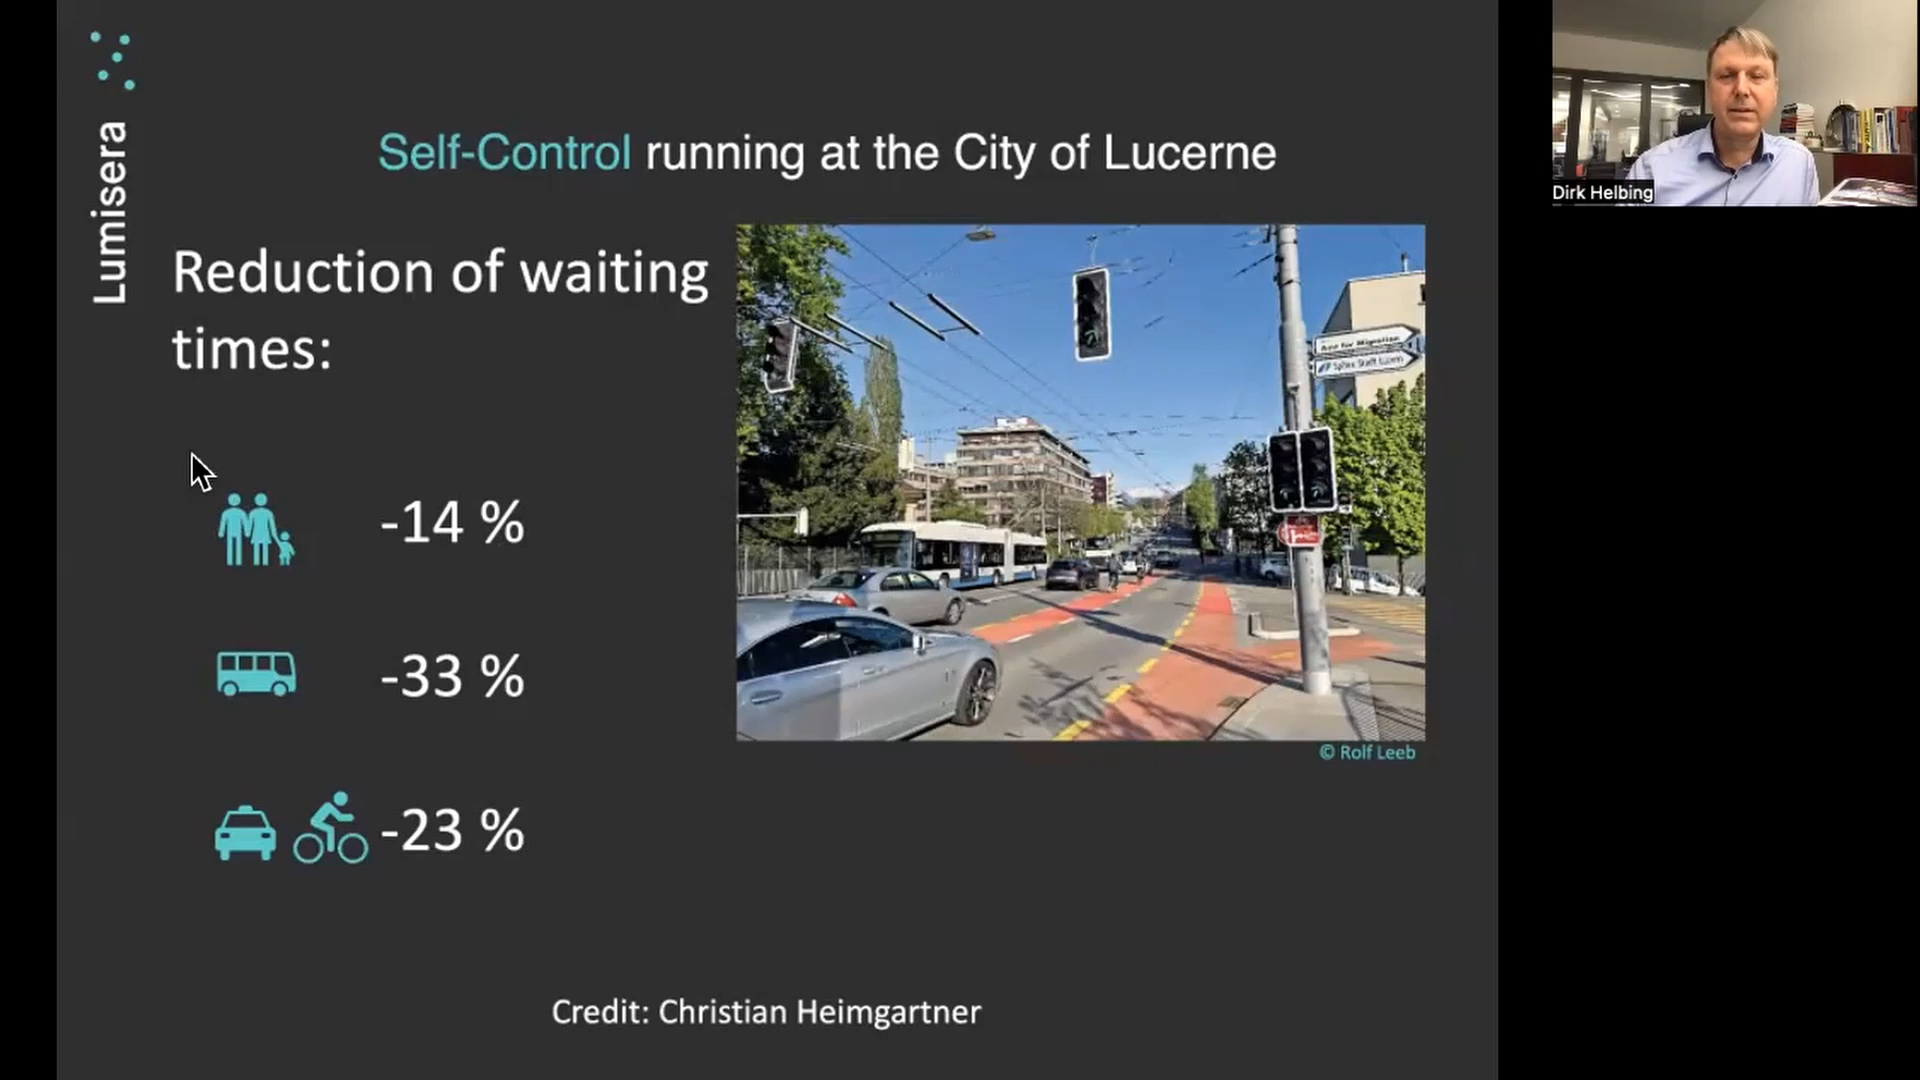 Lumisera
Self-Control running at the City of Lucerne
Reduction of waiting
times:
-14 %
-33 %
-23 %
© Rolf Leeb
Credit: Christian Heimgartner
Dirk Helbing